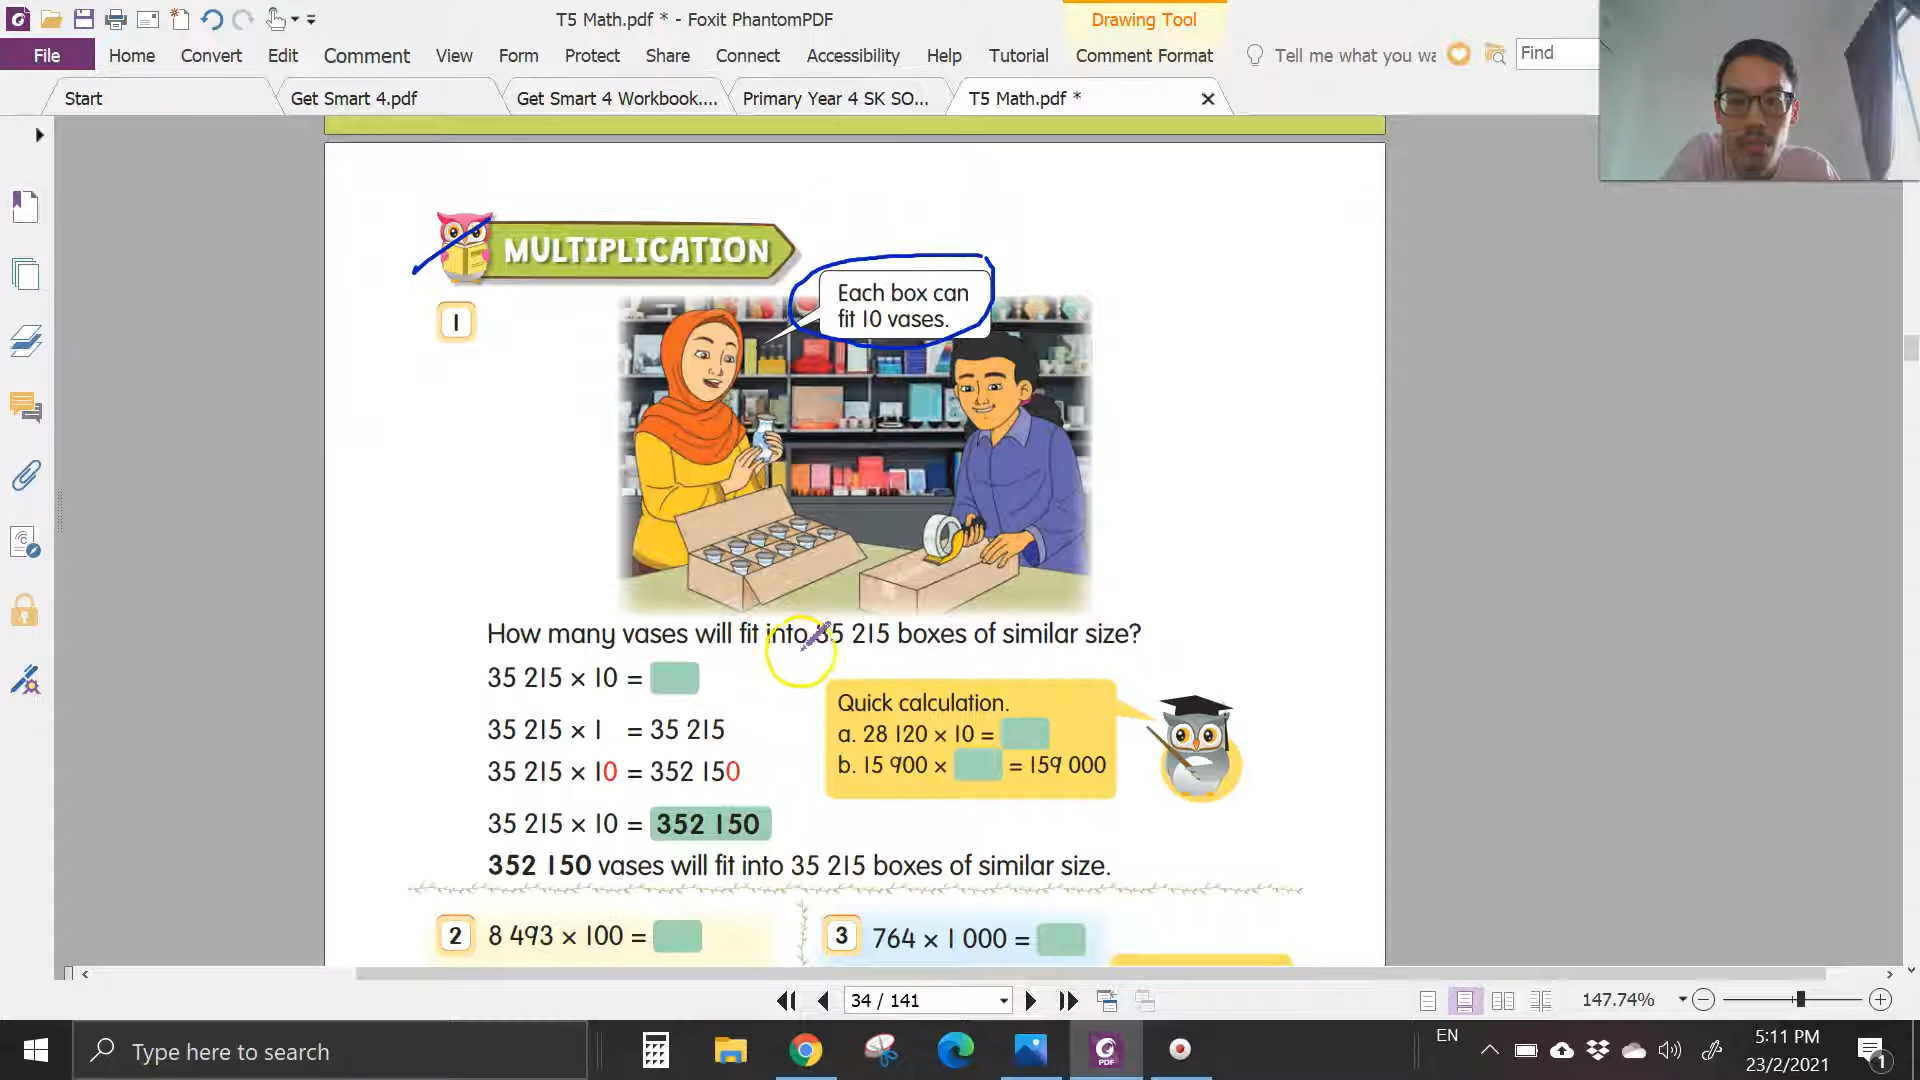 T5 Math.pdf * - Foxit PhantomPDF
Drawing Tool
File Home Convert Edit Comment View Form Protect Share Connect Accessibility Help Tutorial Comment Format Tell me what you wa Find
Start Get Smart 4.pdf Get Smart 4 Workbook.... Primary Year 4 SK SO... T5 Math.pdf *
MULTIPLICATION
1
Each box can
fit 10 vases.
How many vases will fit into 35 215 boxes of similar size?
35 215 × 10 =
35 215 × 1 = 35 215
35 215 × 10 = 352 150
35 215 × 10 = 352 150
352 150 vases will fit into 35 215 boxes of similar size.
Quick calculation.
a. 28 120 × 10 =
b. 15 900 × = 159 000
2 8 493 × 100 =
3 764 × 1 000 =
34 / 141
147.74%
Type here to search
PDF
EN
5:11 PM
23/2/2021
1